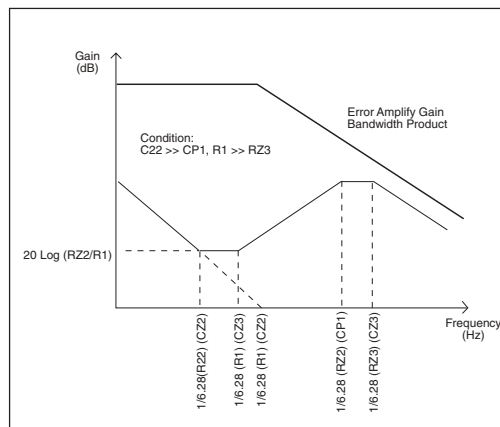 Gain
(dB)
Error Amplify Gain
Bandwidth Product
Condition:
C22 >> CP1, R1 >> RZ3
20 Log (RZ2/R1)
Frequency
(Hz)
1/6.28(R22) (CZ2)
1/6.28 (R1) (CZ3)
1/6.28 (R1) (CZ2)
1/6.28 (RZ2) (CP1)
1/6.28 (RZ3) (CZ3)